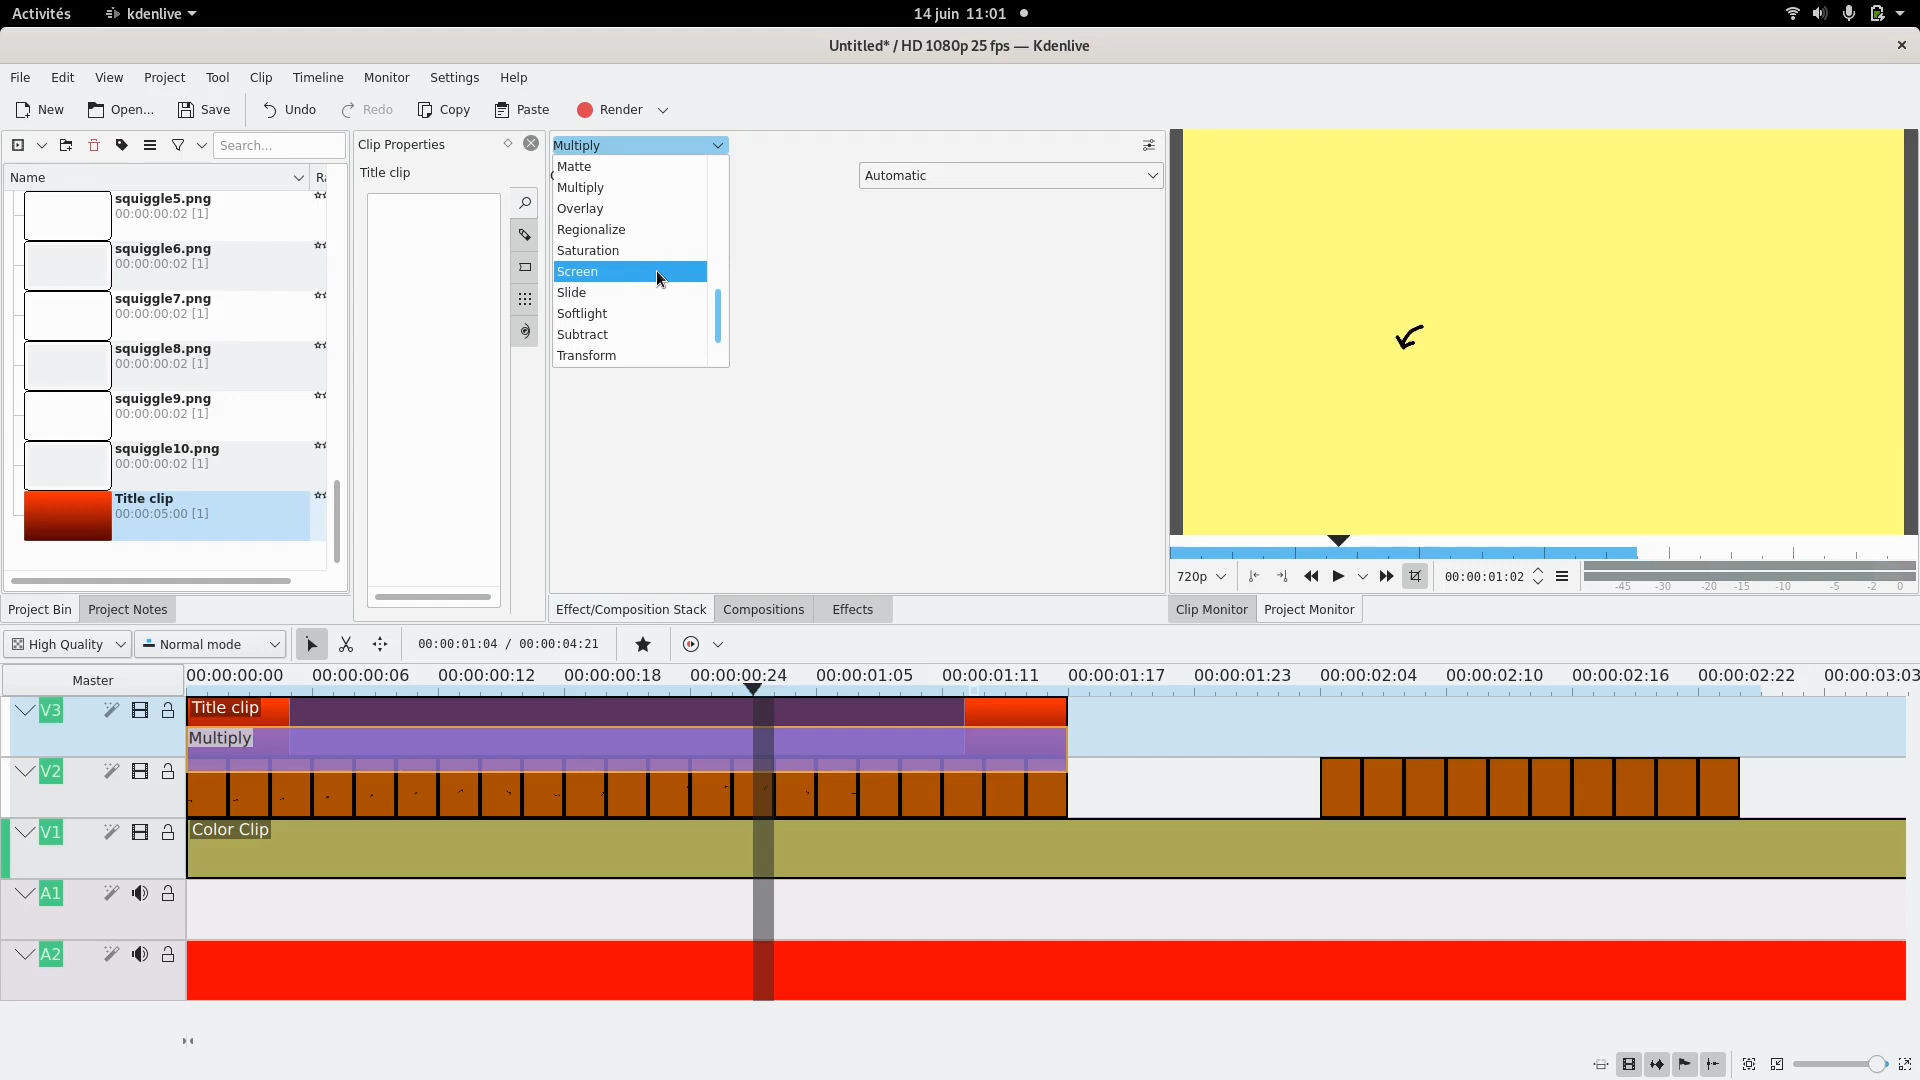 Activités kdenlive 14 juin 11:01
Untitled* / HD 1080p 25 fps — Kdenlive
File Edit View Project Tool Clip Timeline Monitor Settings Help
New Open... Save Undo Redo Copy Paste Render
Search...
Name
squiggle5.png
00:00:00:02 [1]
squiggle6.png
00:00:00:02 [1]
squiggle7.png
00:00:00:02 [1]
squiggle8.png
00:00:00:02 [1]
squiggle9.png
00:00:00:02 [1]
squiggle10.png
00:00:00:02 [1]
Title clip
00:00:05:00 [1]
Project Bin Project Notes
Clip Properties
Title clip
Multiply
Automatic
Matte
Multiply
Overlay
Regionalize
Saturation
Screen
Slide
Softlight
Subtract
Transform
Effect/Composition Stack Compositions Effects
720p 00:00:01:02
-45 -30 -20 -15 -10 -5 -2 0
Clip Monitor Project Monitor
High Quality Normal mode 00:00:01:04 / 00:00:04:21
Master 00:00:00:00 00:00:00:06 00:00:00:12 00:00:00:18 00:00:00:24 00:00:01:05 00:00:01:11 00:00:01:17 00:00:01:23 00:00:02:04 00:00:02:10 00:00:02:16 00:00:02:22 00:00:03:03
V3 Title clip
Multiply
V2
V1 Color Clip
A1
A2